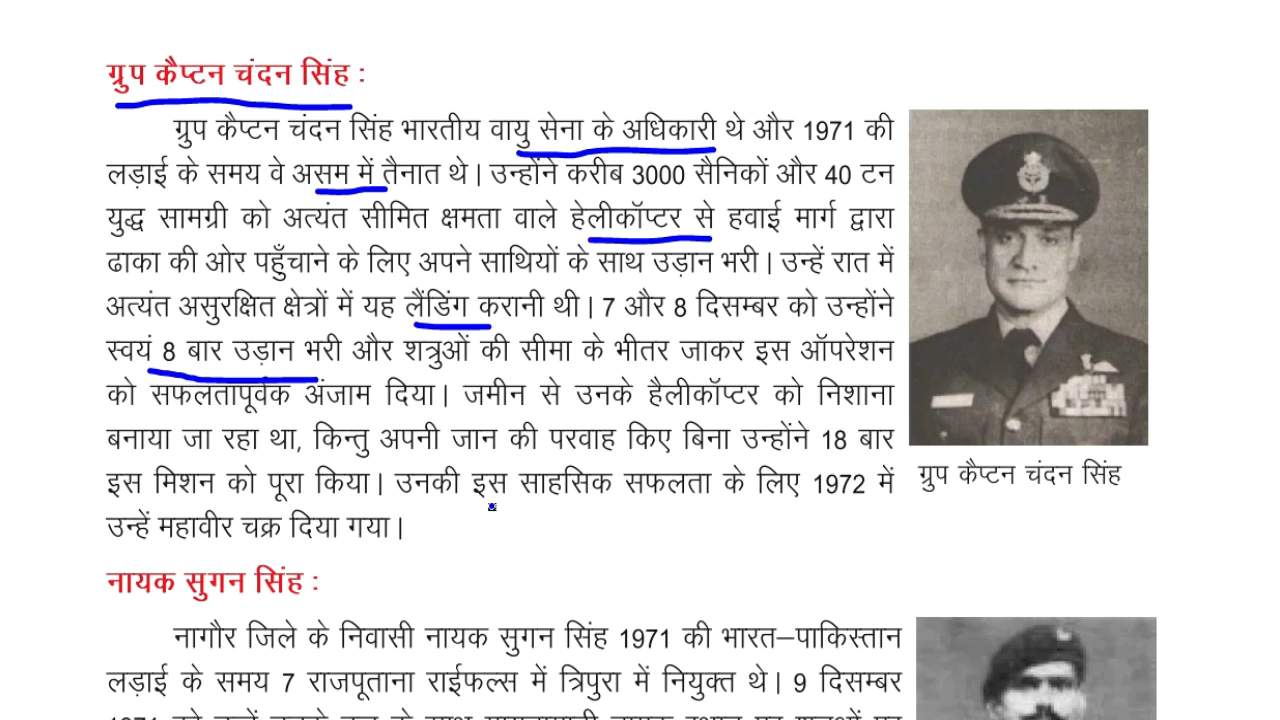 ग्रुप कैप्टन चंदन सिंह :
ग्रुप कैप्टन चंदन सिंह भारतीय वायु सेना के अधिकारी थे और 1971 की
लड़ाई के समय वे असम में तैनात थे। उन्होंने करीब 3000 सैनिकों और 40 टन
युद्ध सामग्री को अत्यंत सीमित क्षमता वाले हेलीकॉप्टर से हवाई मार्ग द्वारा
ढाका की ओर पहुँचाने के लिए अपने साथियों के साथ उड़ान भरी। उन्हें रात में
अत्यंत असुरक्षित क्षेत्रों में यह लैंडिंग करानी थी। 7 और 8 दिसम्बर को उन्होंने
स्वयं 8 बार उड़ान भरी और शत्रुओं की सीमा के भीतर जाकर इस ऑपरेशन
को सफलतापूर्वक अंजाम दिया। जमीन से उनके हैलीकॉप्टर को निशाना
बनाया जा रहा था, किन्तु अपनी जान की परवाह किए बिना उन्होंने 18 बार
इस मिशन को पूरा किया। उनकी इस साहसिक सफलता के लिए 1972 में
उन्हें महावीर चक्र दिया गया।
ग्रुप कैप्टन चंदन सिंह
नायक सुगन सिंह :
नागौर जिले के निवासी नायक सुगन सिंह 1971 की भारत–पाकिस्तान
लड़ाई के समय 7 राजपूताना राईफल्स में त्रिपुरा में नियुक्त थे। 9 दिसम्बर